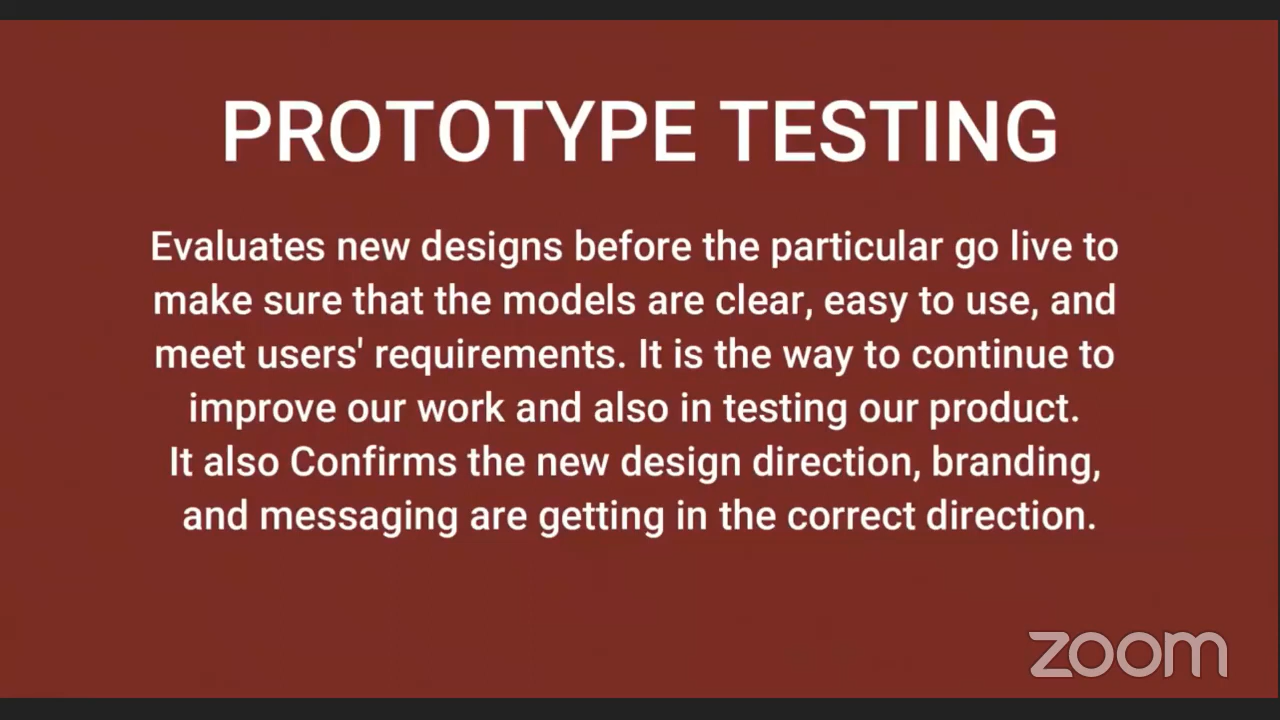 PROTOTYPE TESTING
Evaluates new designs before the particular go live to
make sure that the models are clear, easy to use, and
meet users' requirements. It is the way to continue to
improve our work and also in testing our product.
It also Confirms the new design direction, branding,
and messaging are getting in the correct direction.
zoom